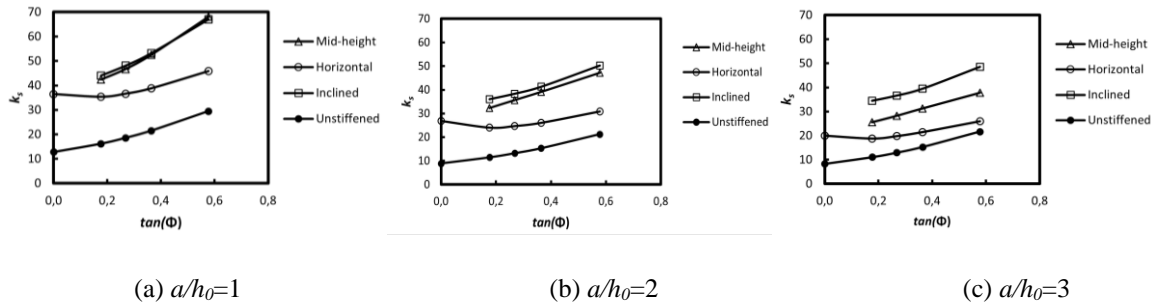 70
60
50
40
30
20
10
0
k_s
0,0 0,2 0,4 0,6 0,8
tan(Φ)
Mid-height
Horizontal
Inclined
Unstiffened
(a) a/h_0=1
70
60
50
40
30
20
10
0
k_s
0,0 0,2 0,4 0,6 0,8
tan(Φ)
Mid-height
Horizontal
Inclined
Unstiffened
(b) a/h_0=2
70
60
50
40
30
20
10
0
k_s
0,0 0,2 0,4 0,6 0,8
tan(Φ)
Mid-height
Horizontal
Inclined
Unstiffened
(c) a/h_0=3